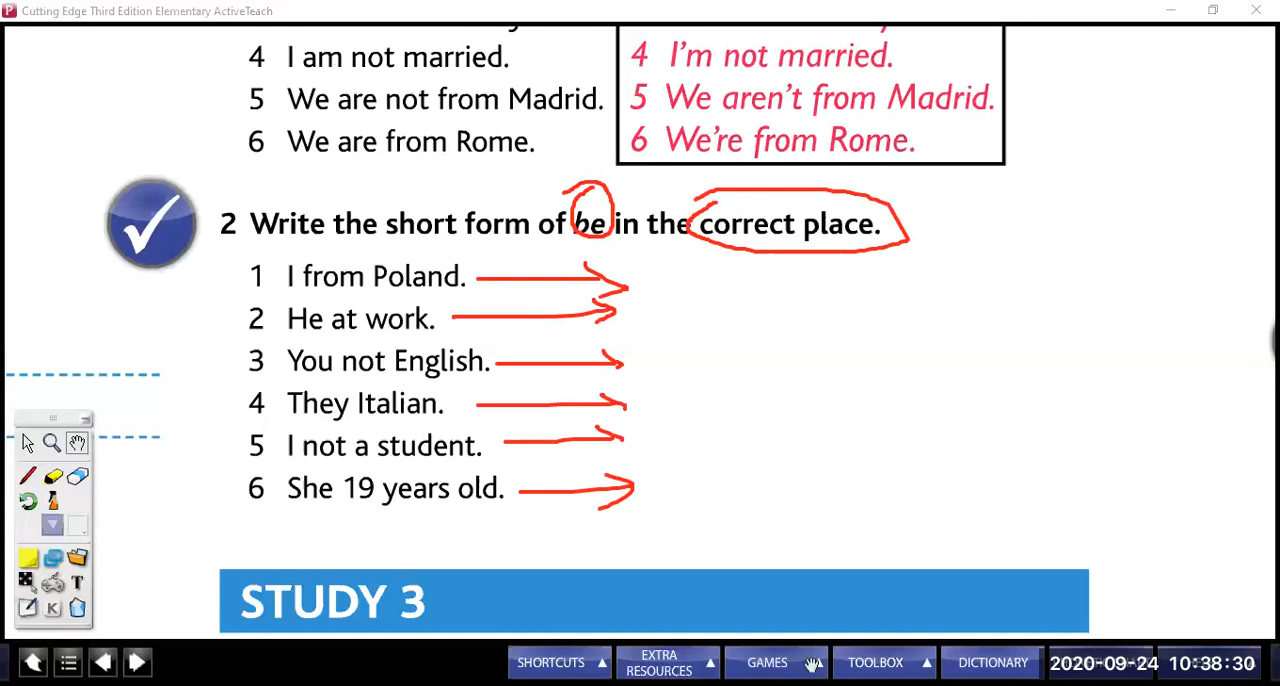 Cutting Edge Third Edition Elementary ActiveTeach
4 I am not married.
4 I'm not married.
5 We are not from Madrid.
5 We aren't from Madrid.
6 We are from Rome.
6 We're from Rome.
2 Write the short form of be in the correct place.
1 I from Poland.
2 He at work.
3 You not English.
4 They Italian.
5 I not a student.
6 She 19 years old.
STUDY 3
SHORTCUTS
EXTRA
RESOURCES
GAMES
TOOLBOX
DICTIONARY
2020-09-24 10:38:30